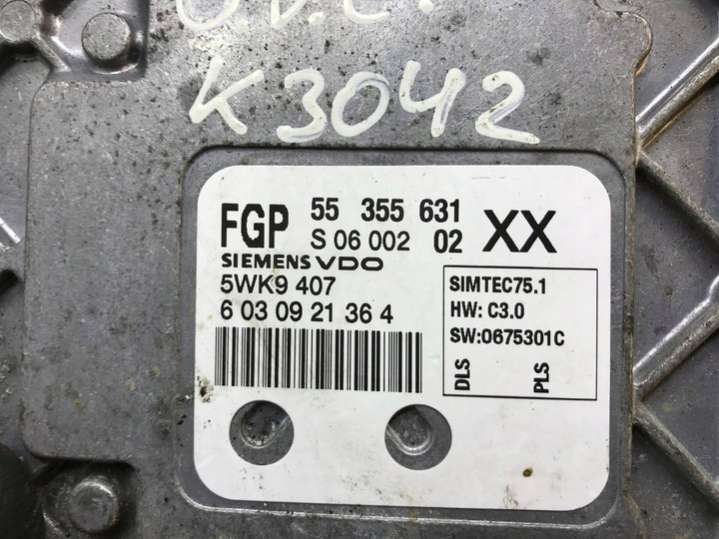 K3042
FGP 55 355 631 XX
S 06 002 02
SIEMENS VDO
5WK9 407
6 03 09 21 36 4
SIMTEC75.1
HW: C3.0
SW:0675301C
DLS PLS